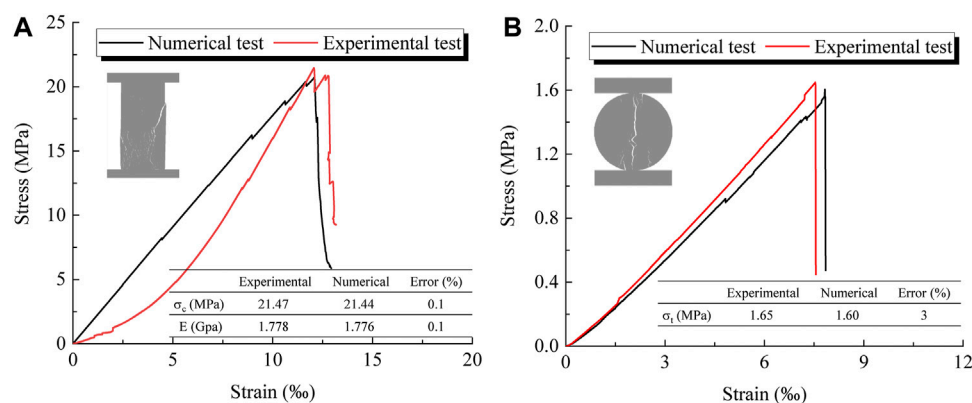 A
Numerical test Experimental test
25
20
15
10
5
0
Stress (MPa)
Experimental Numerical Error (%)
σc (MPa) 21.47 21.44 0.1
E (Gpa) 1.778 1.776 0.1
0 5 10 15 20
Strain (‰)
B
Numerical test Experimental test
2.0
1.6
1.2
0.8
0.4
0.0
Stress (MPa)
Experimental Numerical Error (%)
σt (MPa) 1.65 1.60 3
0 3 6 9 12
Strain (‰)